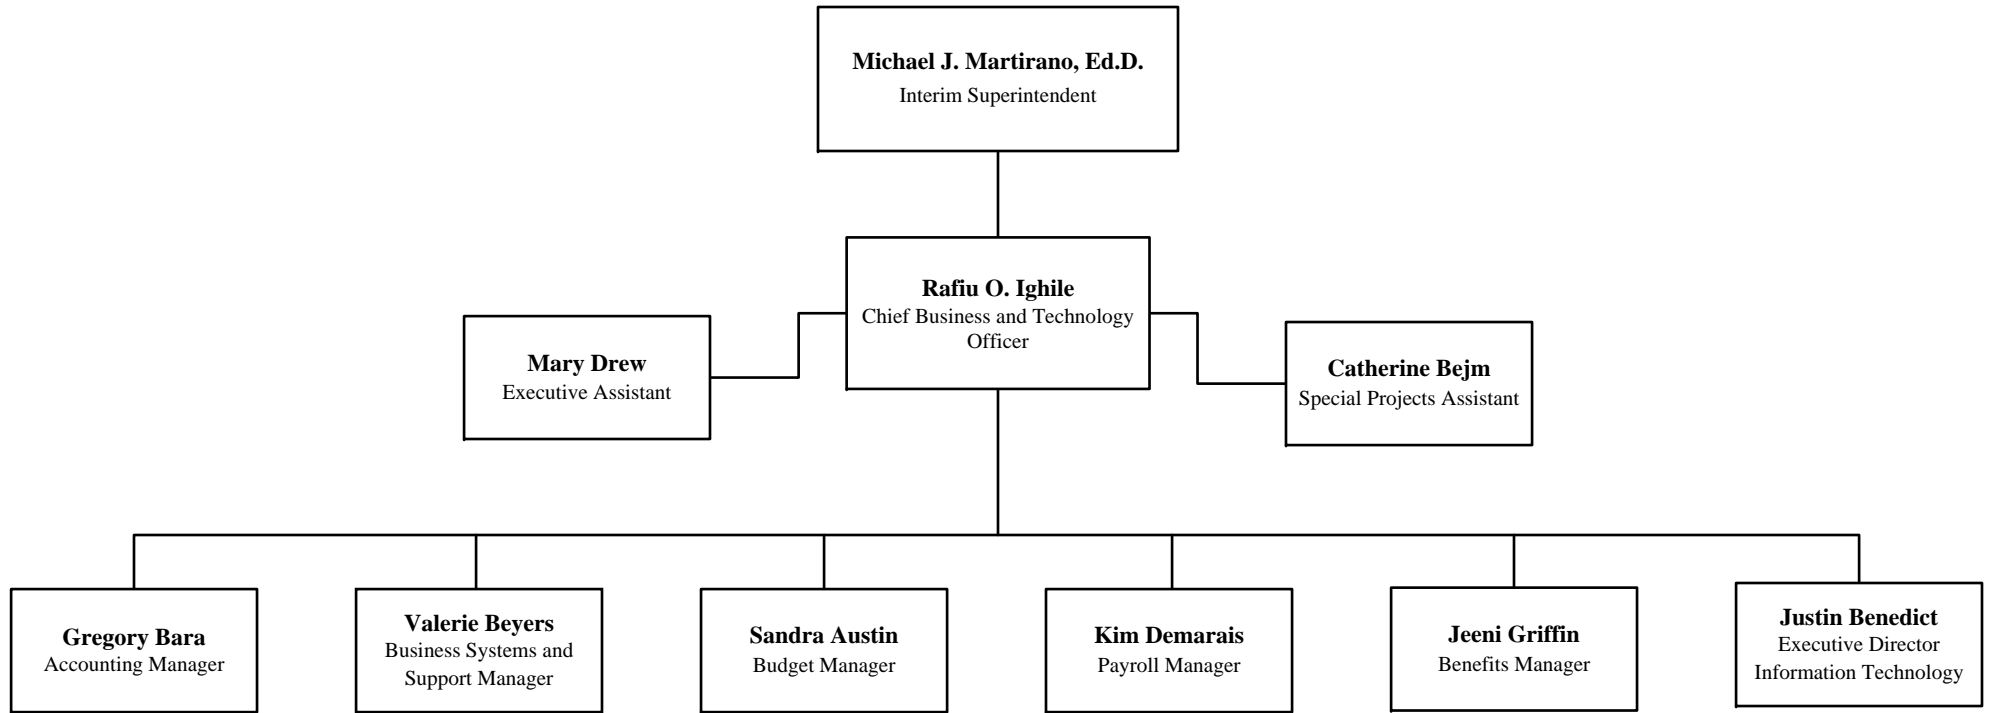 Michael J. Martirano, Ed.D.
Interim Superintendent
Rafiu O. Ighile
Chief Business and Technology
Officer
Mary Drew
Executive Assistant
Catherine Bejm
Special Projects Assistant
Gregory Bara
Accounting Manager
Valerie Beyers
Business Systems and
Support Manager
Sandra Austin
Budget Manager
Kim Demarais
Payroll Manager
Jeeni Griffin
Benefits Manager
Justin Benedict
Executive Director
Information Technology